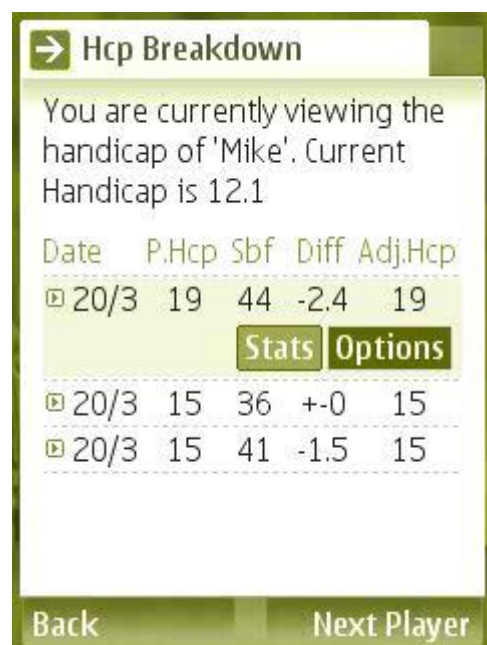 Hcp Breakdown
You are currently viewing the
handicap of 'Mike'. Current
Handicap is 12.1
Date P.Hcp Sbf Diff Adj.Hcp
20/3 19 44 -2.4 19
Stats Options
20/3 15 36 +-0 15
20/3 15 41 -1.5 15
Back Next Player